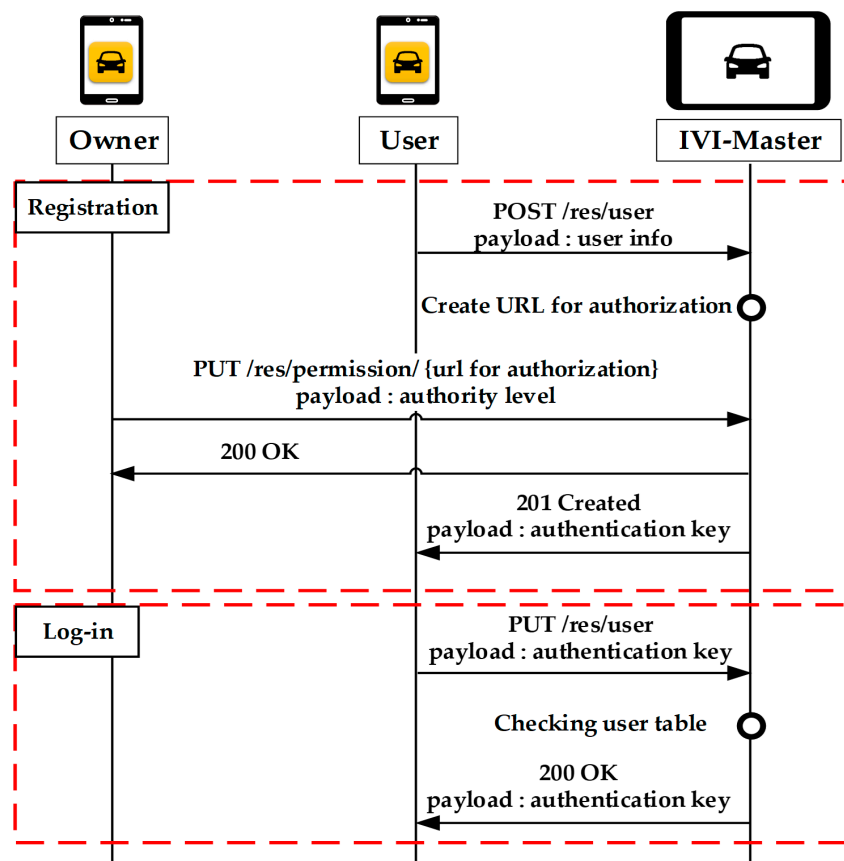 Owner
User
IVI-Master
Registration
POST /res/user
payload : user info
Create URL for authorization
PUT /res/permission/ {url for authorization}
payload : authority level
200 OK
201 Created
payload : authentication key
Log-in
PUT /res/user
payload : authentication key
Checking user table
200 OK
payload : authentication key